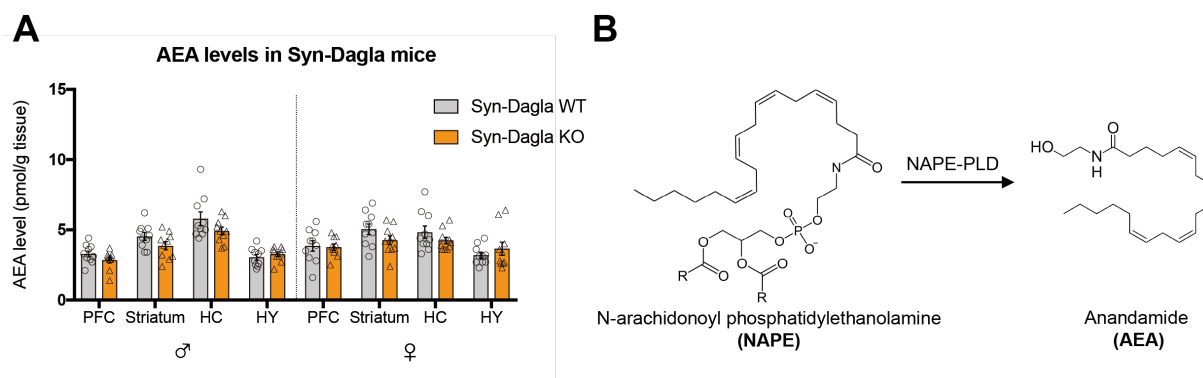 A
AEA levels in Syn-Dagla mice
AEA level (pmol/g tissue)
15
10
5
0
Syn-Dagla WT
Syn-Dagla KO
PFC Striatum HC HY PFC Striatum HC HY
♂ ♀
B
O
N
H
O
O
P
O
O
-
O
O
R
O
O
R
N-arachidonoyl phosphatidylethanolamine
(NAPE)
NAPE-PLD
HO
O
N
H
Anandamide
(AEA)